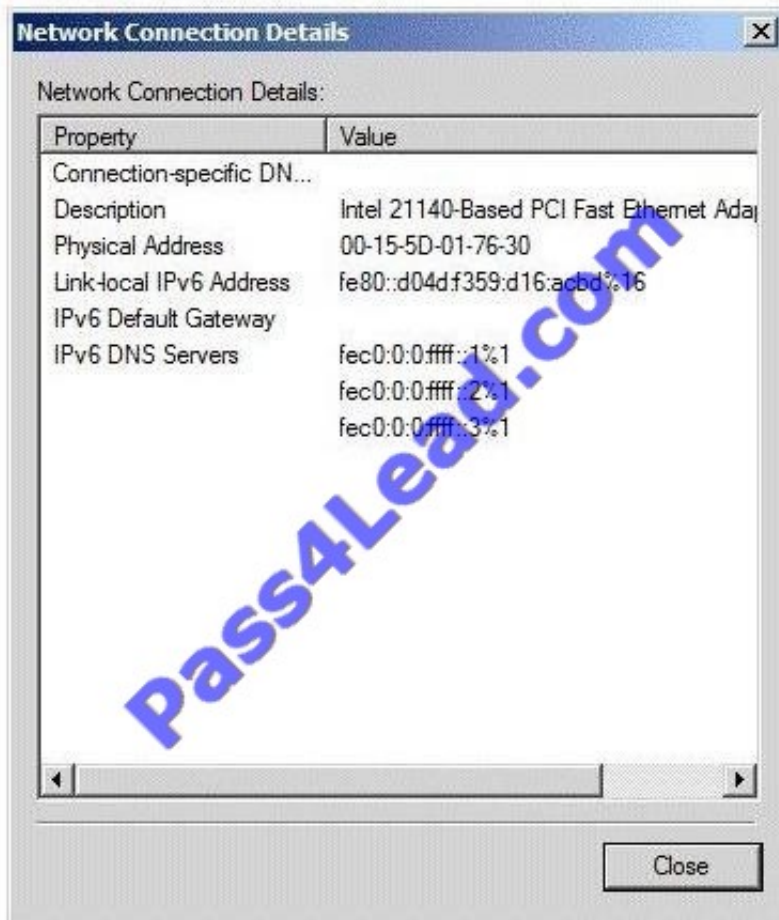 Network Connection Details
Network Connection Details:
Property Value
Connection-specific DN...
Description Intel 21140-Based PCI Fast Ethernet Adap
Physical Address 00-15-5D-01-76-30
Link-local IPv6 Address fe80::d04d:f359:d16:acbd%16
IPv6 Default Gateway
IPv6 DNS Servers fec0:0:0:ffff::1%1
fec0:0:0:ffff::2%1
fec0:0:0:ffff::3%1
Pass4Lead.com
Close